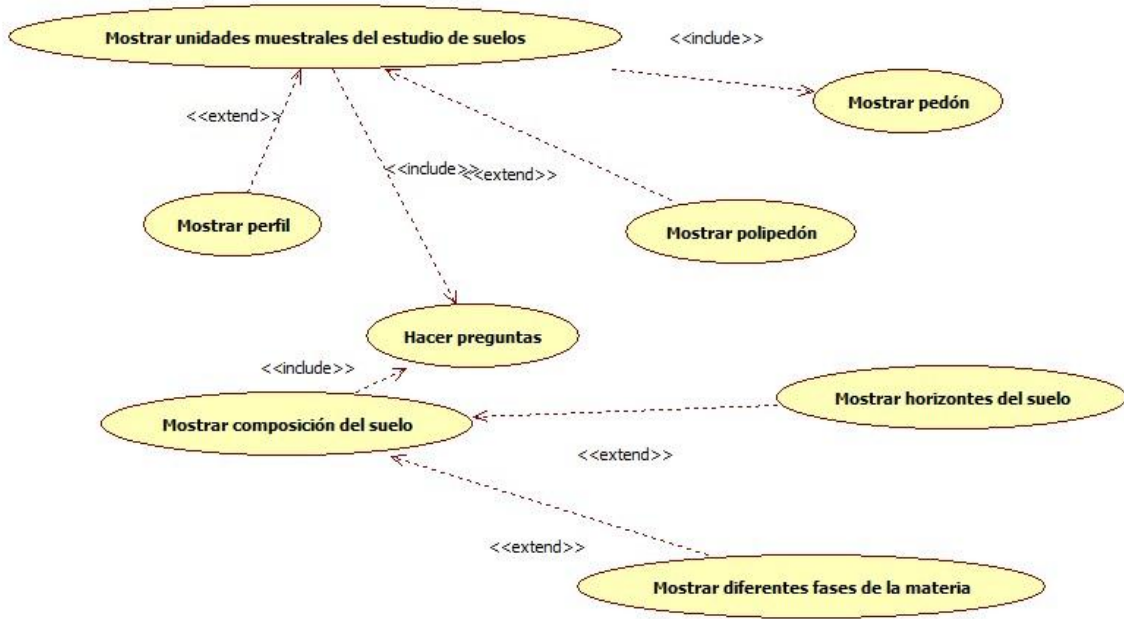 Mostrar unidades muestrales del estudio de suelos
<<include>>
Mostrar pedón
<<extend>>
<<include>>
<<extend>>
Mostrar perfil
Mostrar polipedón
Hacer preguntas
<<include>>
Mostrar horizontes del suelo
Mostrar composición del suelo
<<extend>>
<<extend>>
Mostrar diferentes fases de la materia